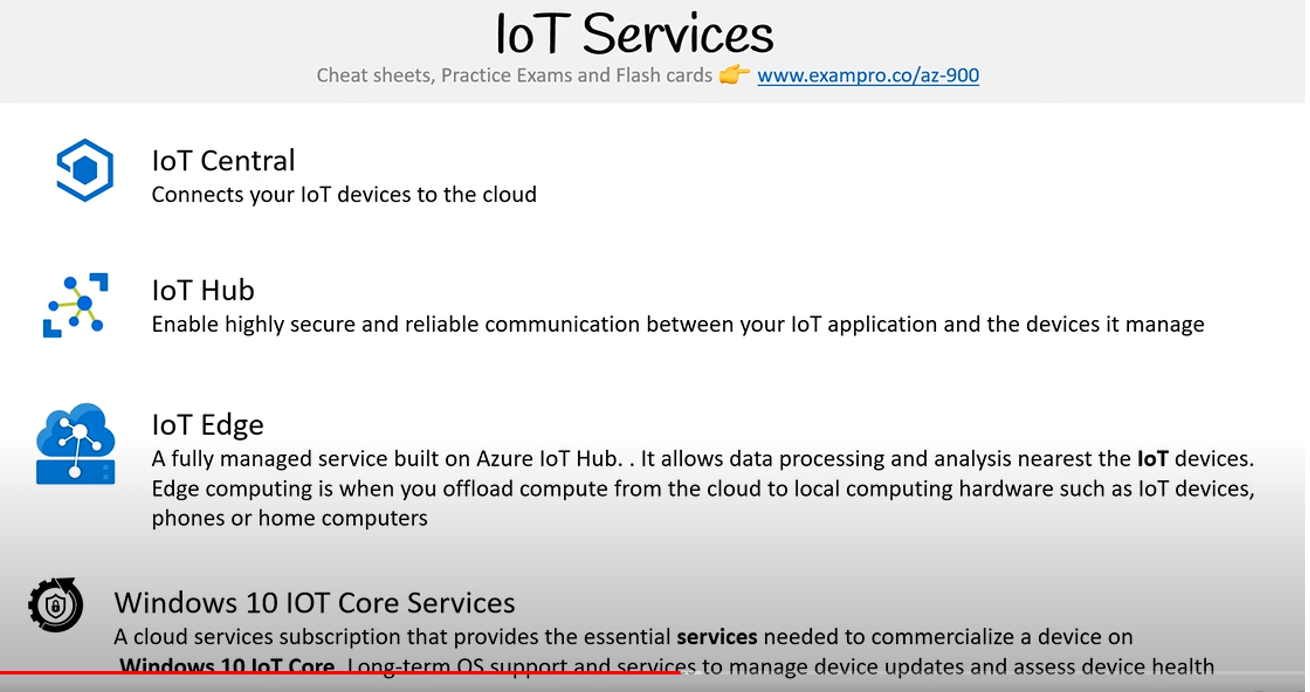 IoT Services
Cheat sheets, Practice Exams and Flash cards 👉 www.exampro.co/az-900
IoT Central
Connects your IoT devices to the cloud
IoT Hub
Enable highly secure and reliable communication between your IoT application and the devices it manage
IoT Edge
A fully managed service built on Azure IoT Hub. . It allows data processing and analysis nearest the IoT devices.
Edge computing is when you offload compute from the cloud to local computing hardware such as IoT devices,
phones or home computers
Windows 10 IOT Core Services
A cloud services subscription that provides the essential services needed to commercialize a device on
Windows 10 IoT Core. Long-term OS support and services to manage device updates and assess device health